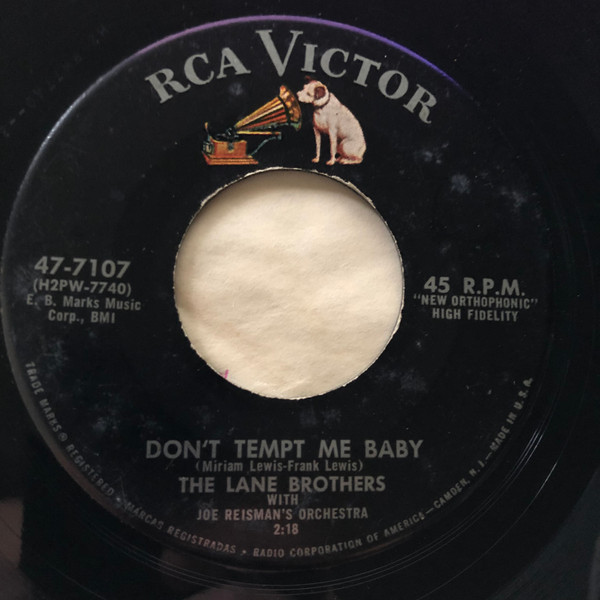 RCA VICTOR
47-7107
(H2PW-7740)
E. B. Marks Music
Corp., BMI
45 R.P.M.
"NEW ORTHOPHONIC"
HIGH FIDELITY
DON'T TEMPT ME BABY
(Miriam Lewis-Frank Lewis)
THE LANE BROTHERS
WITH
JOE REISMAN'S ORCHESTRA
2:18
TRADE MARKS ® REGISTERED • MARCAS REGISTRADAS • RADIO CORPORATION OF AMERICA—CAMDEN, N. J.—MADE IN U.S.A.